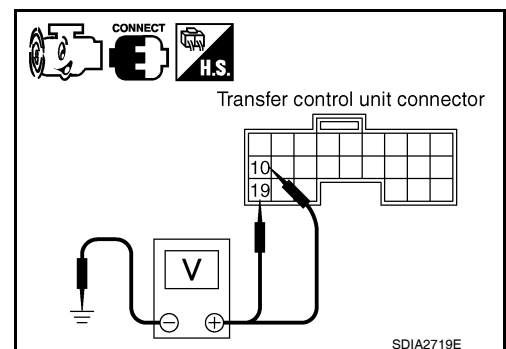 CONNECT
H.S.
Transfer control unit connector
10
19
V
SDIA2719E